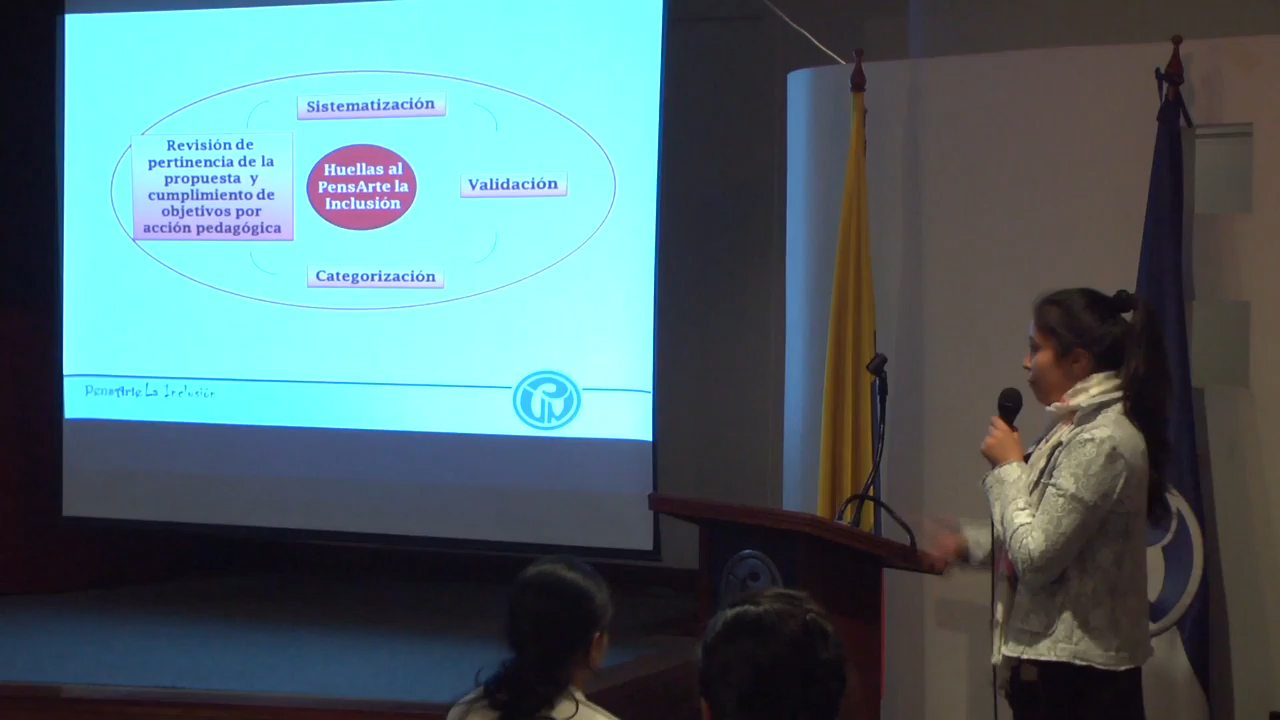 Sistematización
Revisión de
pertinencia de la
propuesta y
cumplimiento de
objetivos por
acción pedagógica
Huellas al
PensArte la
Inclusión
Validación
Categorización
PensArte La Inclusión